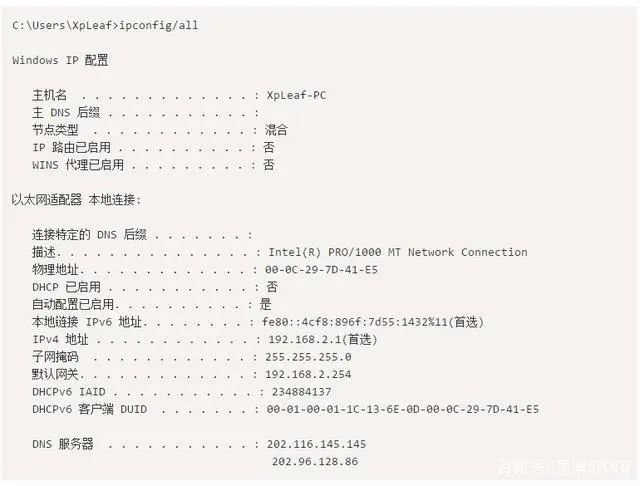 C:\Users\XpLeaf>ipconfig/all
Windows IP 配置
主机名 . . . . . . . . . . . . . : XpLeaf-PC
主 DNS 后缀 . . . . . . . . . . . :
节点类型 . . . . . . . . . . . . : 混合
IP 路由已启用 . . . . . . . . . . : 否
WINS 代理已启用 . . . . . . . . . : 否
以太网适配器 本地连接:
连接特定的 DNS 后缀 . . . . . . . :
描述. . . . . . . . . . . . . . . : Intel(R) PRO/1000 MT Network Connection
物理地址. . . . . . . . . . . . . : 00-0C-29-7D-41-E5
DHCP 已启用 . . . . . . . . . . . : 否
自动配置已启用. . . . . . . . . . : 是
本地链接 IPv6 地址. . . . . . . . : fe80::4cf8:896f:7d55:1432%11(首选)
IPv4 地址 . . . . . . . . . . . . : 192.168.2.1(首选)
子网掩码 . . . . . . . . . . . . : 255.255.255.0
默认网关. . . . . . . . . . . . . : 192.168.2.254
DHCPv6 IAID . . . . . . . . . . . : 234884137
DHCPv6 客户端 DUID . . . . . . . : 00-01-00-01-1C-13-6E-0D-00-0C-29-7D-41-E5
DNS 服务器 . . . . . . . . . . . : 202.116.145.145
202.96.128.86